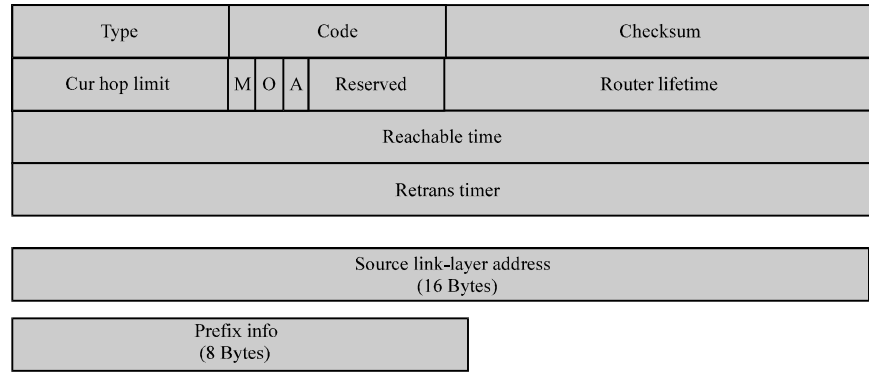 Type Code Checksum
Cur hop limit M O A Reserved Router lifetime
Reachable time
Retrans timer
Source link-layer address
(16 Bytes)
Prefix info
(8 Bytes)